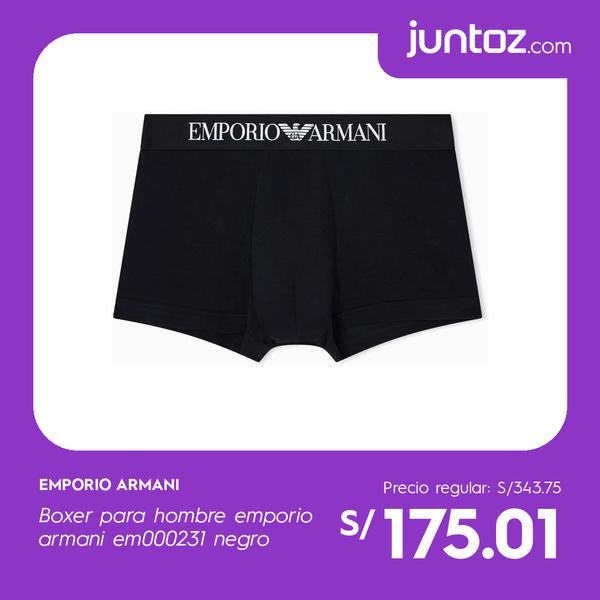 juntoz.com
EMPORIO ARMANI
EMPORIO ARMANI
Boxer para hombre emporio
armani em000231 negro
Precio regular: S/343.75
S/175.01